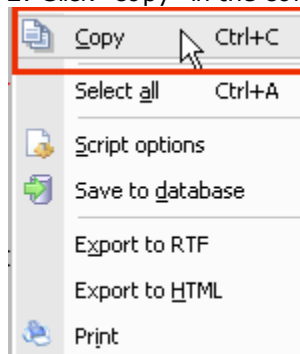 2. Click "copy" in the
Copy Ctrl+C
Select all Ctrl+A
Script options
Save to database
Export to RTF
Export to HTML
Print